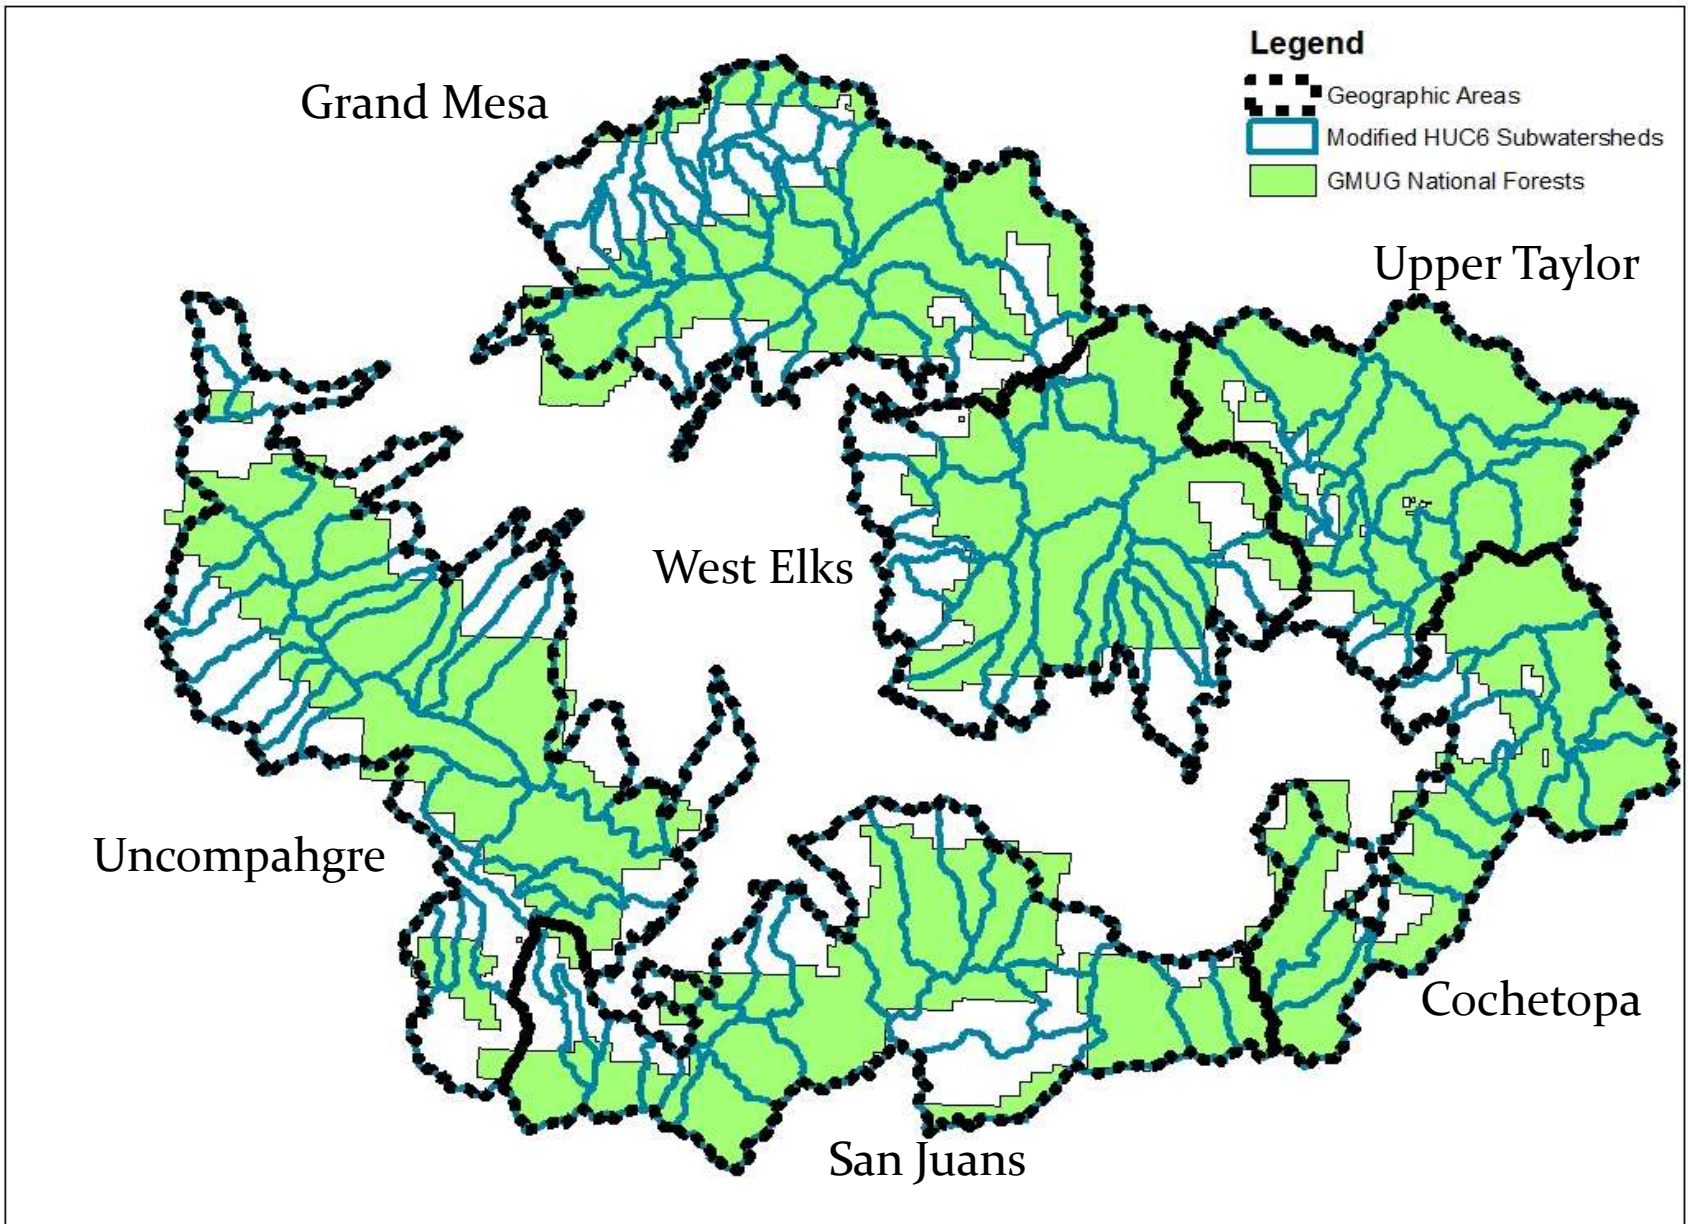 Legend
Geographic Areas
Modified HUC6 Subwatersheds
GMUG National Forests
Grand Mesa
Upper Taylor
West Elks
Uncompahgre
Cochetopa
San Juans